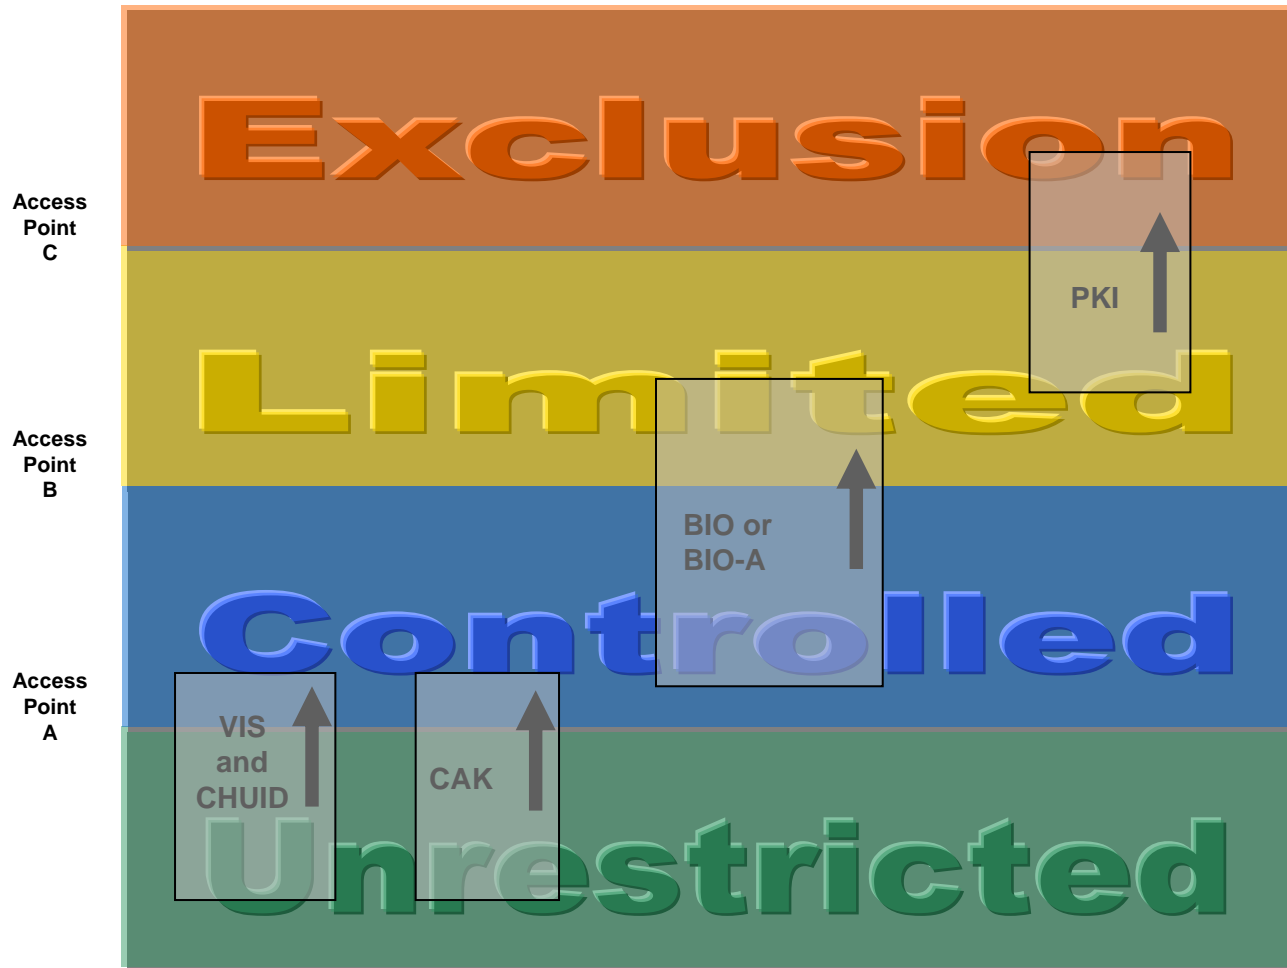 Exclusion
Access
Point
C
PKI
Limited
Access
Point
B
BIO or
BIO-A
Controlled
Access
Point
A
VIS
and
CHUID
CAK
Unrestricted